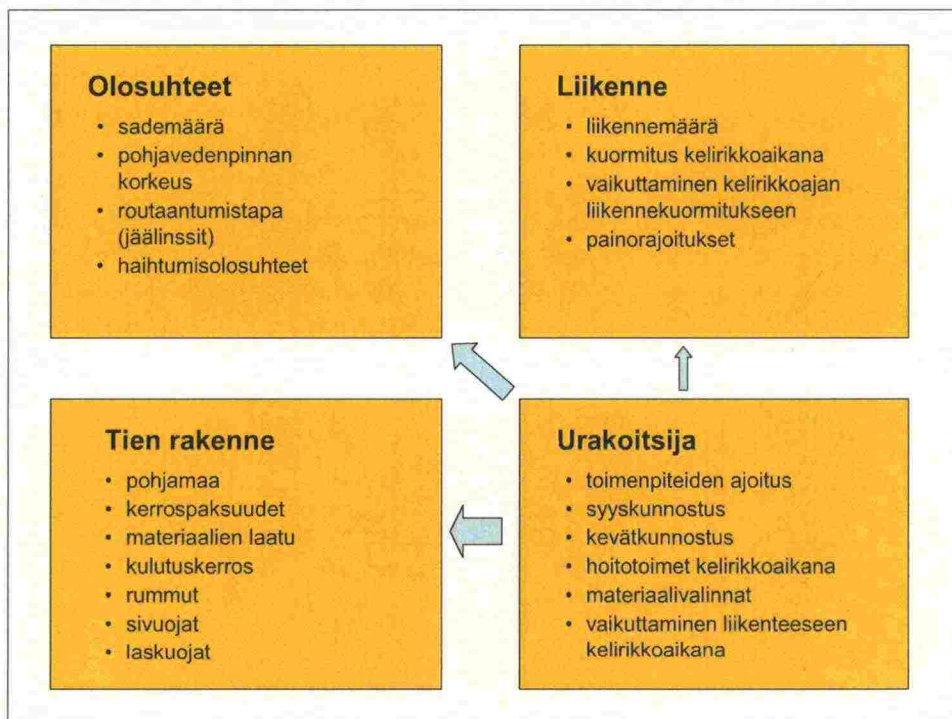 Olosuhteet
• sademäärä
• pohjavedenpinnan
korkeus
• routaantumistapa
(jäälinssit)
• haihtumisolosuhteet
Liikenne
• liikennemäärä
• kuormitus kelirikkoaikana
• vaikuttaminen kelirikkoajan
liikennekuormitukseen
• painorajoitukset
Tien rakenne
• pohjamaa
• kerrospaksuudet
• materiaalien laatu
• kulutuskerros
• rummut
• sivuojat
• laskuojat
Urakoitsija
• toimenpiteiden ajoitus
• syyskunnostus
• kevätkunnostus
• hoitotoimet kelirikkoaikana
• materiaalivalinnat
• vaikuttaminen liikenteeseen
kelirikkoaikana